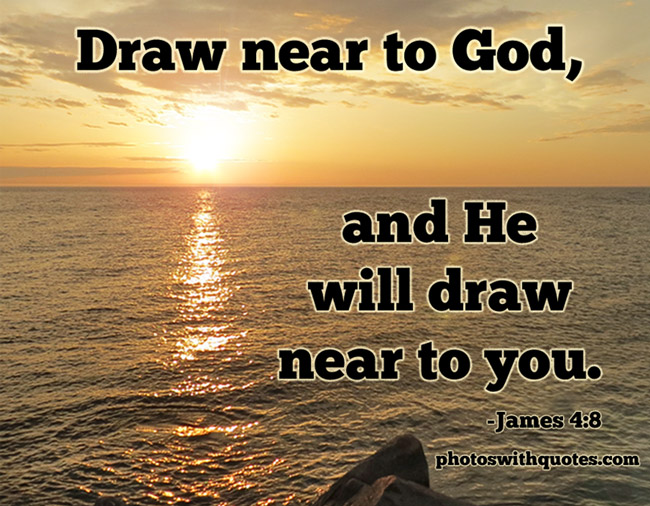 Draw near to God,
and He
will draw
near to you.
-James 4:8
photoswithquotes.com